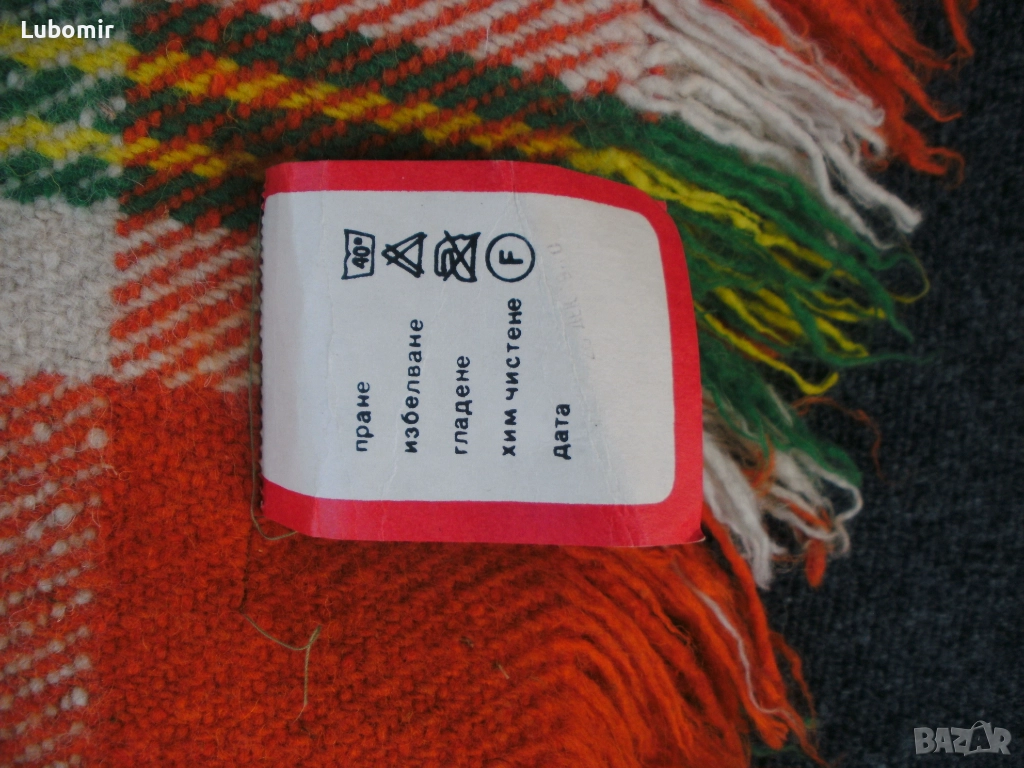 Lubomir
пране 40°
избелване
гладене
хим чистене F
дата
BAZAR